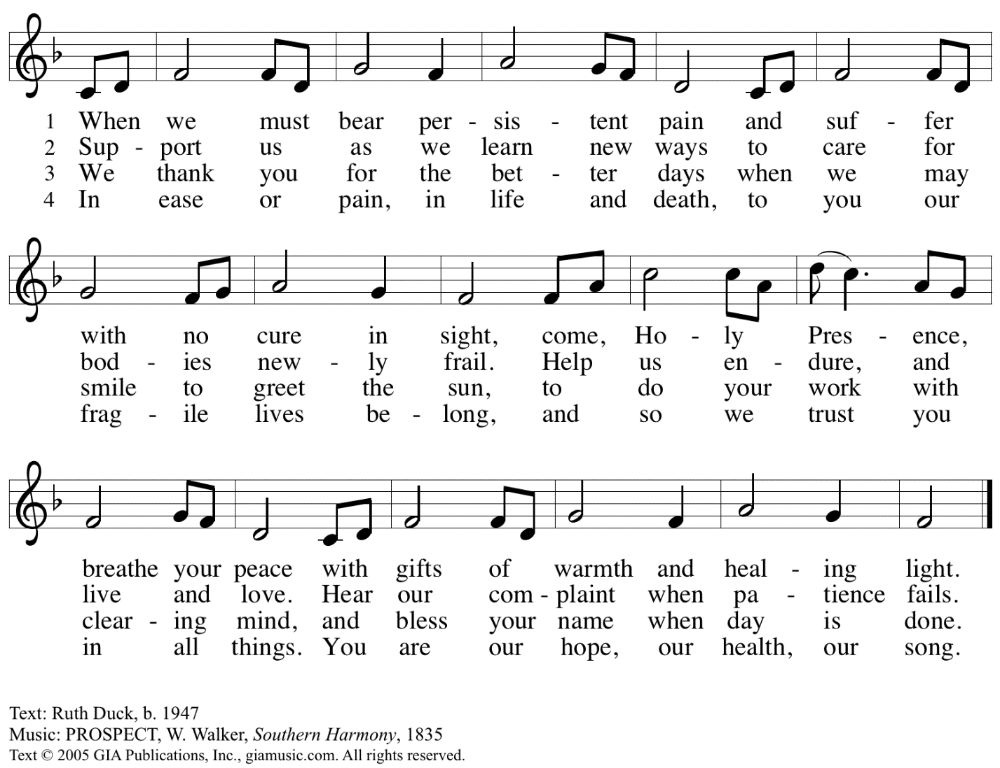 1 When we must bear per - sis - tent pain and suf - fer
2 Sup - port us as we learn new ways to care for
3 We thank you for the bet - ter days when we may
4 In ease or pain, in life and death, to you our
with no cure in sight, come, Ho - ly Pres - ence,
bod - ies new - ly frail. Help us en - dure, and
smile to greet the sun, to do your work with
frag - ile lives be - long, and so we trust you
breathe your peace with gifts of warmth and heal - ing light.
live and love. Hear our com - plaint when pa - tience fails.
clear - ing mind, and bless your name when day is done.
in all things. You are our hope, our health, our song.
Text: Ruth Duck, b. 1947
Music: PROSPECT, W. Walker, Southern Harmony, 1835
Text © 2005 GIA Publications, Inc., giamusic.com. All rights reserved.